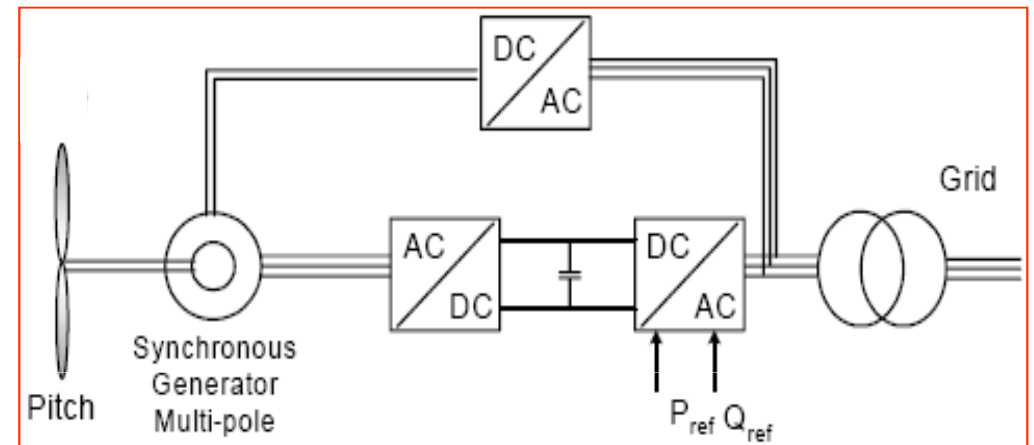 DC
AC
Grid
AC
DC
DC
AC
Synchronous
Generator
Multi-pole
Pitch
Pref Qref